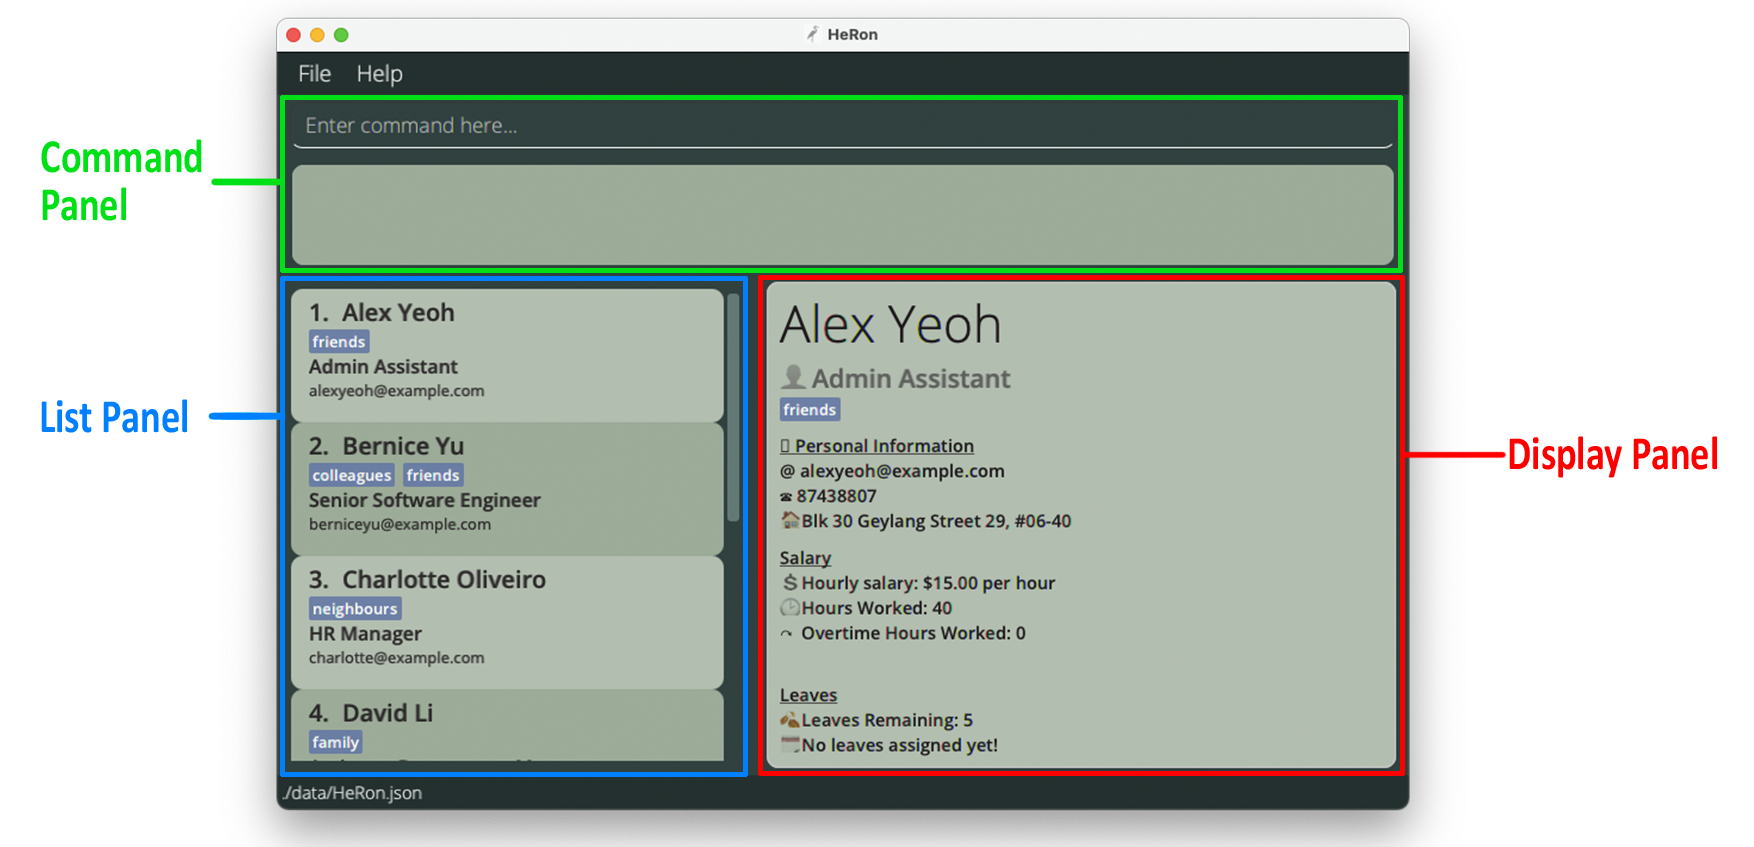 HeRon
File Help
Enter command here...
Command
Panel
List Panel
1. Alex Yeoh
friends
Admin Assistant
alexyeoh@example.com
2. Bernice Yu
colleagues friends
Senior Software Engineer
berniceyu@example.com
3. Charlotte Oliveiro
neighbours
HR Manager
charlotte@example.com
4. David Li
family
Alex Yeoh
Admin Assistant
friends
Personal Information
@ alexyeoh@example.com
☎ 87438807
Blk 30 Geylang Street 29, #06-40
Salary
$ Hourly salary: $15.00 per hour
Hours Worked: 40
Overtime Hours Worked: 0
Leaves
Leaves Remaining: 5
No leaves assigned yet!
Display Panel
./data/HeRon.json